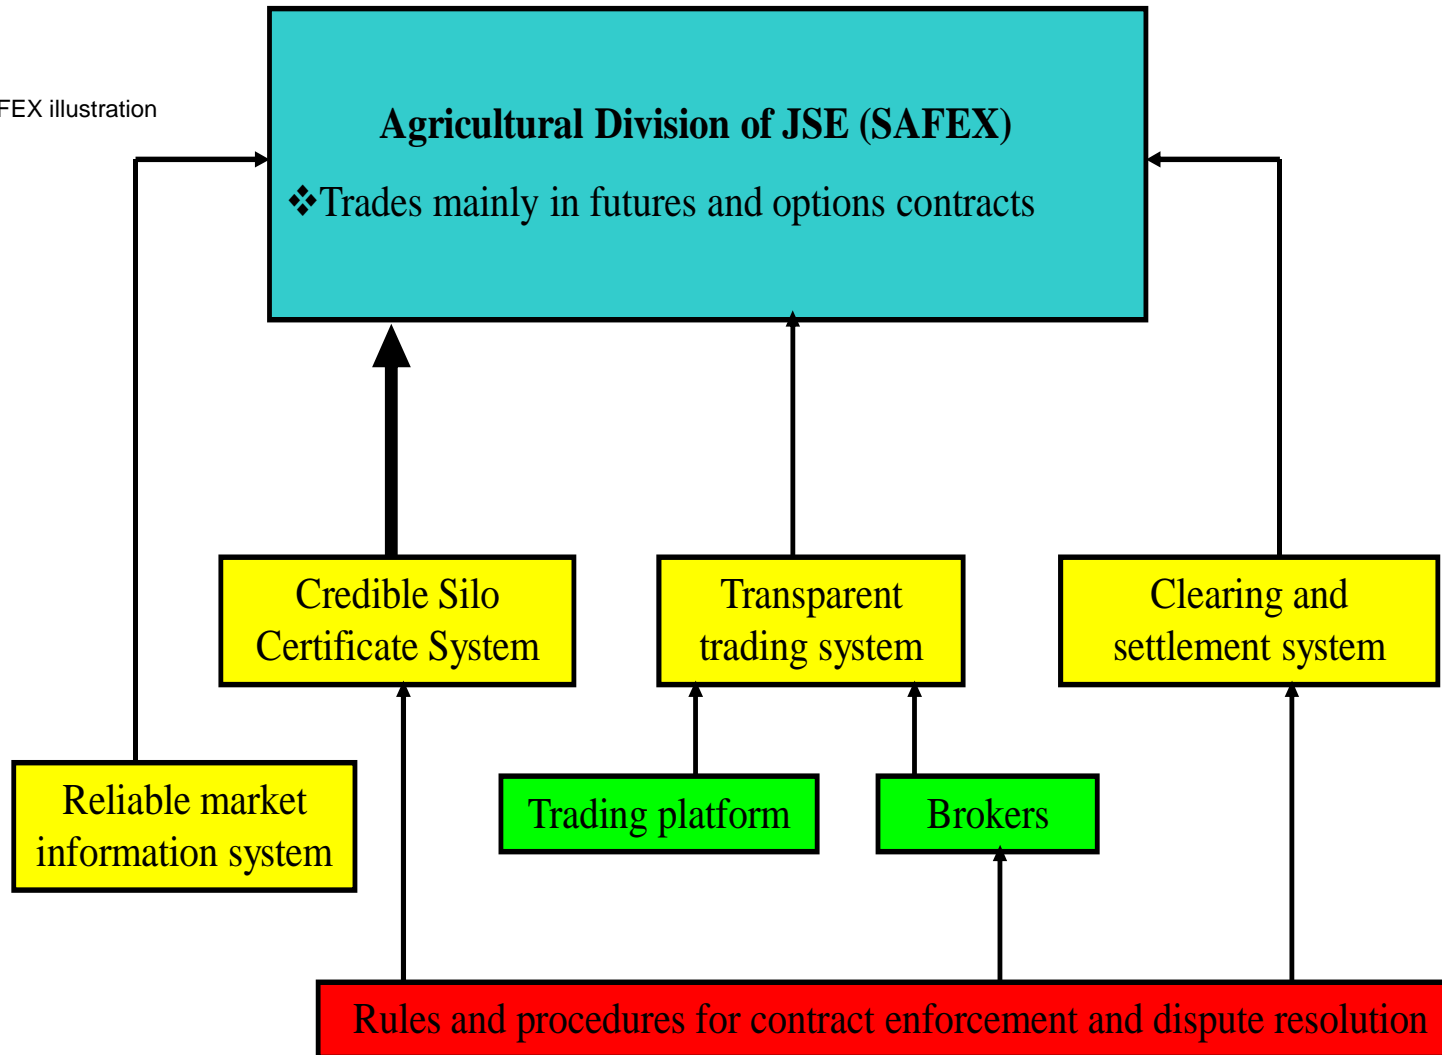 FEX illustration
Agricultural Division of JSE (SAFEX)
❖Trades mainly in futures and options contracts
Credible Silo
Certificate System
Transparent
trading system
Clearing and
settlement system
Reliable market
information system
Trading platform
Brokers
Rules and procedures for contract enforcement and dispute resolution